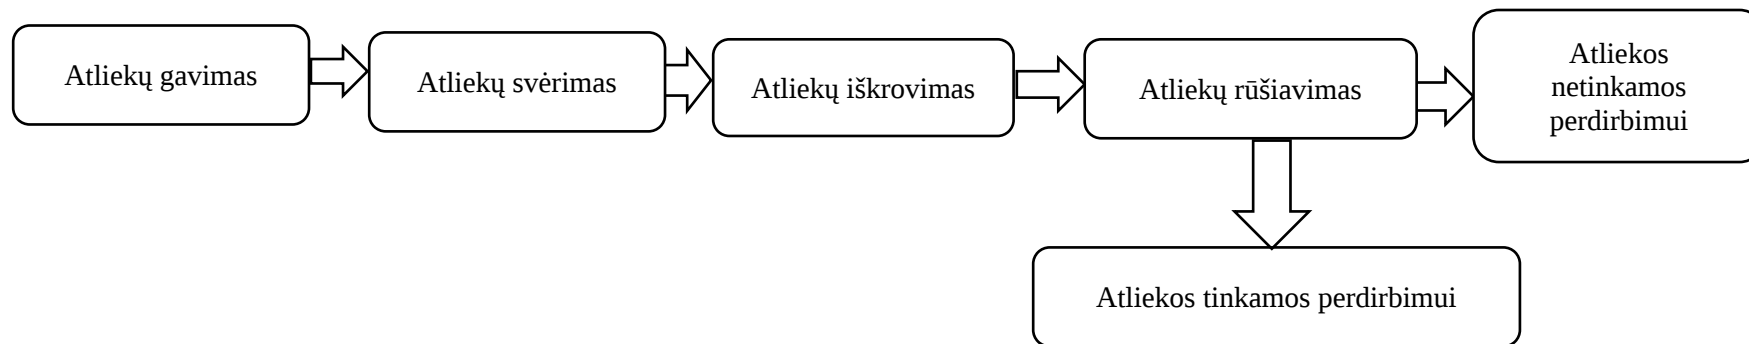 Atliekų gavimas
Atliekų svėrimas
Atliekų iškrovimas
Atliekų rūšiavimas
Atliekos
netinkamos
perdirbimui
Atliekos tinkamos perdirbimui